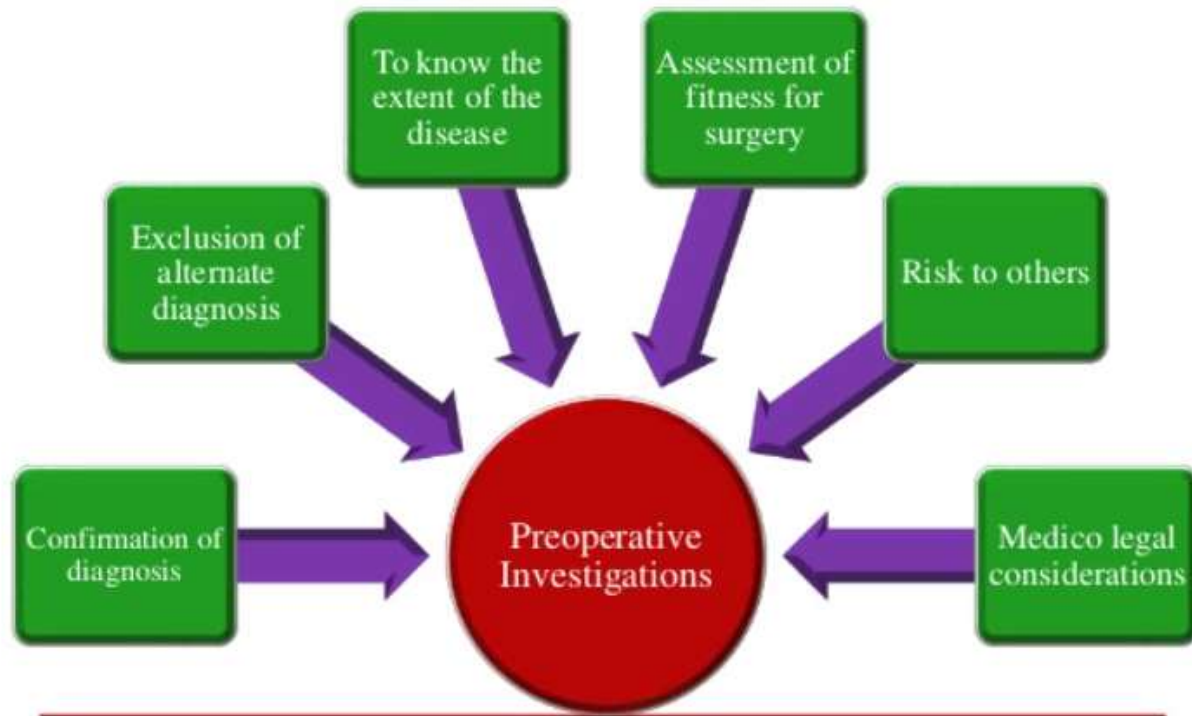 To know the
extent of the
disease
Assessment of
fitness for
surgery
Exclusion of
alternate
diagnosis
Risk to others
Confirmation of
diagnosis
Preoperative
Investigations
Medico legal
considerations